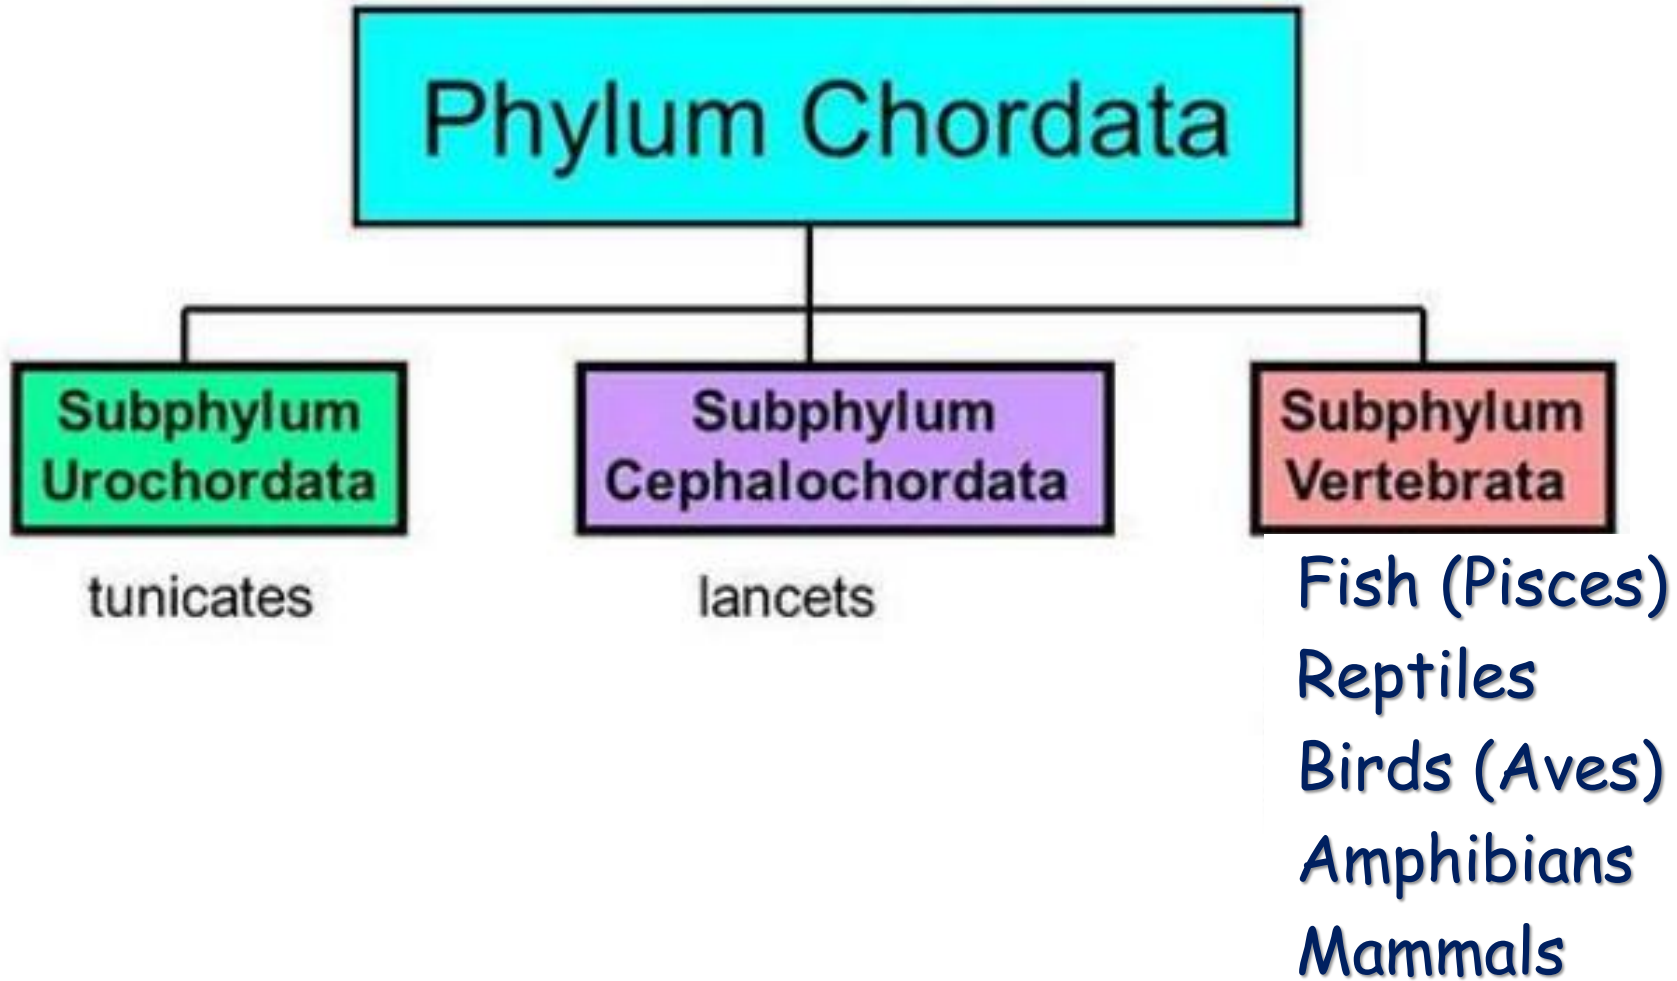 Phylum Chordata
Subphylum
Urochordata
tunicates
Subphylum
Cephalochordata
lancets
Subphylum
Vertebrata
Fish (Pisces)
Reptiles
Birds (Aves)
Amphibians
Mammals